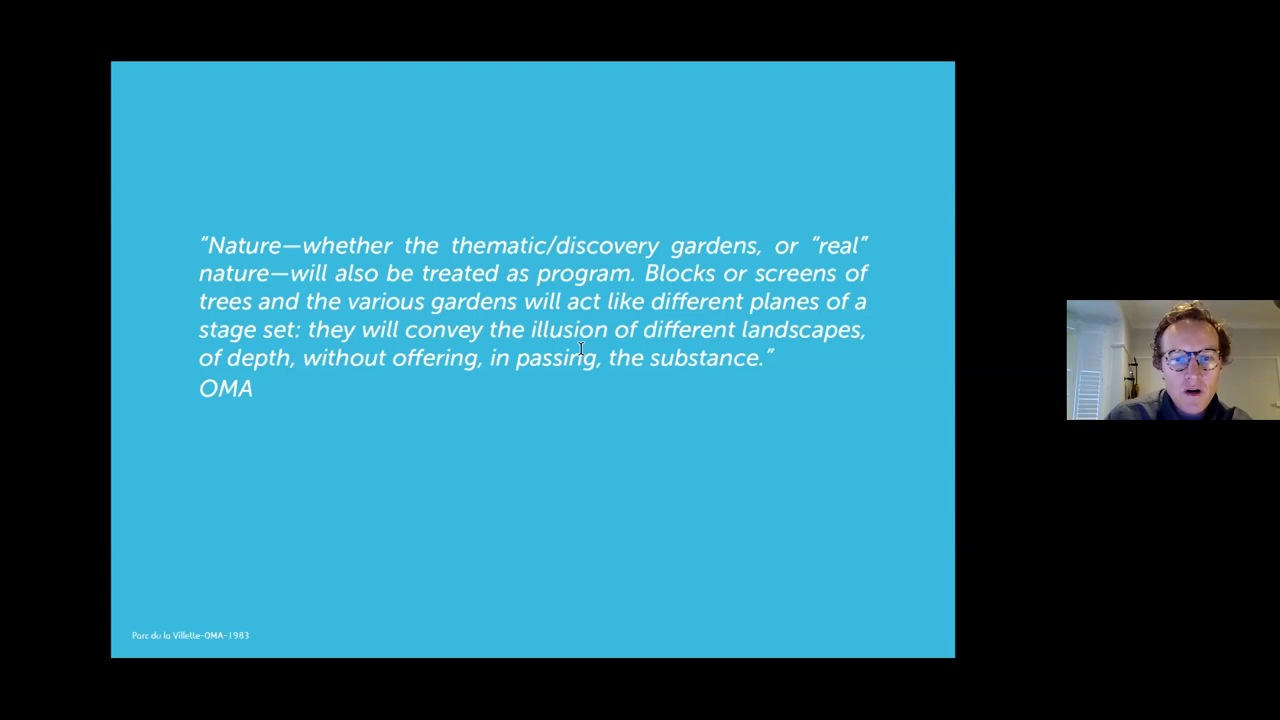 “Nature—whether the thematic/discovery gardens, or “real”
nature—will also be treated as program. Blocks or screens of
trees and the various gardens will act like different planes of a
stage set: they will convey the illusion of different landscapes,
of depth, without offering, in passing, the substance.”
OMA
Parc du la Villelle-OMA-1983